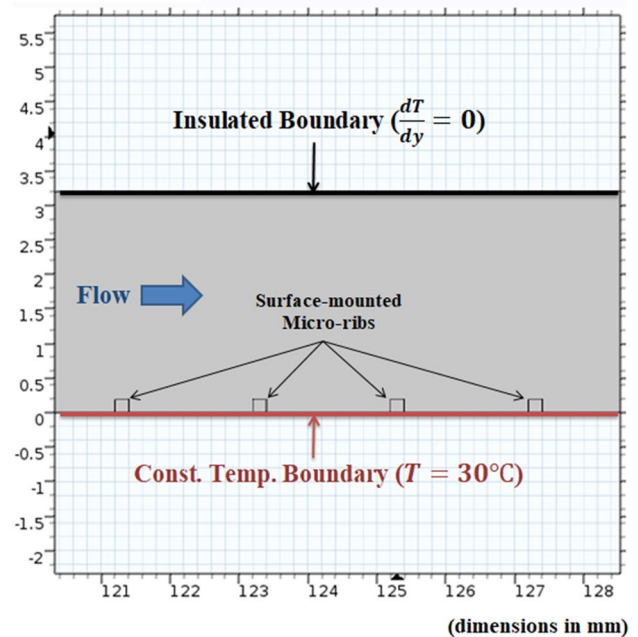 5.5
5
4.5
4
3.5
3
2.5
2
1.5
1
0.5
0
-0.5
-1
-1.5
-2
Insulated Boundary (dT/dy = 0)
Flow
Surface-mounted
Micro-ribs
Const. Temp. Boundary (T = 30°C)
121 122 123 124 125 126 127 128
(dimensions in mm)